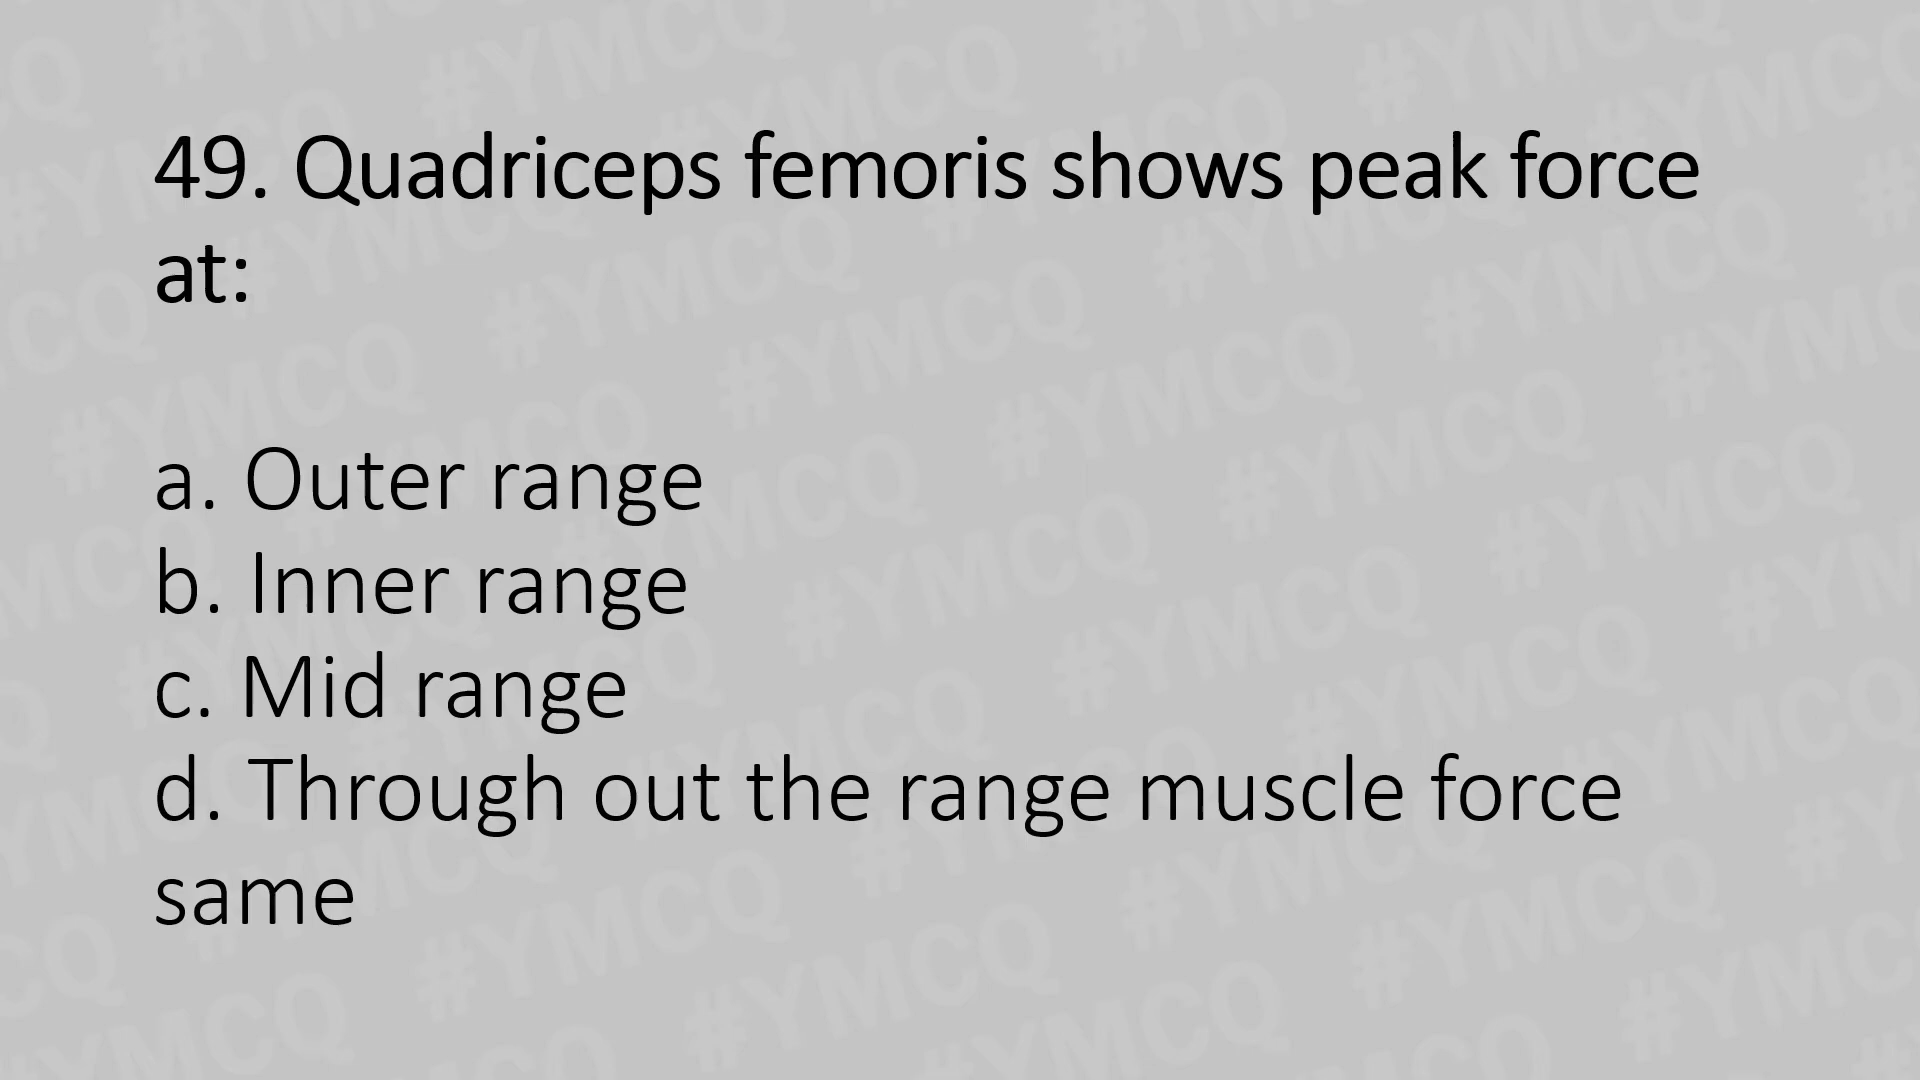 49. Quadriceps femoris shows peak force
at:
a. Outer range
b. Inner range
c. Mid range
d. Through out the range muscle force
same